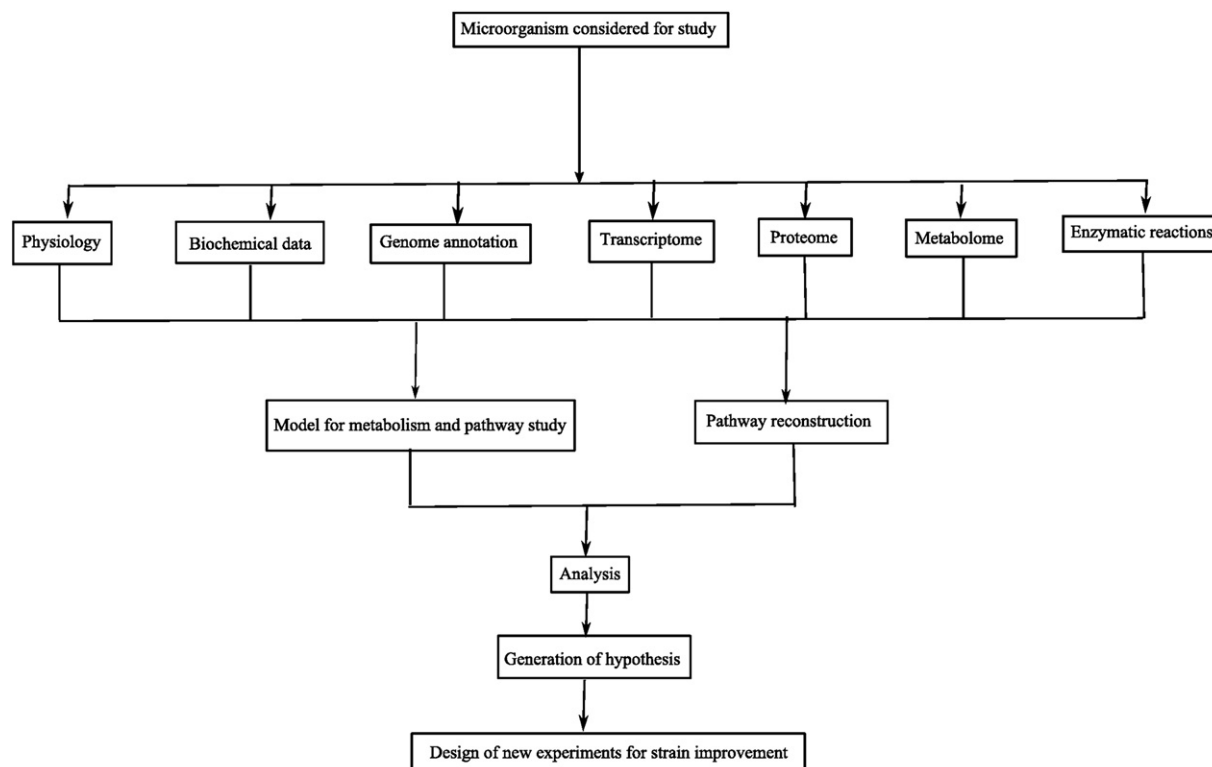 Microorganism considered for study
Physiology
Biochemical data
Genome annotation
Transcriptome
Proteome
Metabolome
Enzymatic reactions
Model for metabolism and pathway study
Pathway reconstruction
Analysis
Generation of hypothesis
Design of new experiments for strain improvement